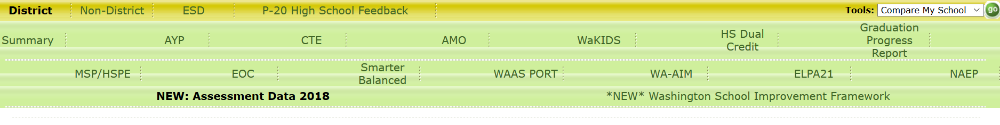 District Non-District ESD P-20 High School Feedback Tools: Compare My School go
Summary AYP CTE AMO WaKIDS HS Dual Credit Graduation Progress Report
MSP/HSPE EOC Smarter Balanced WAAS PORT WA-AIM ELPA21 NAEP
NEW: Assessment Data 2018 *NEW* Washington School Improvement Framework